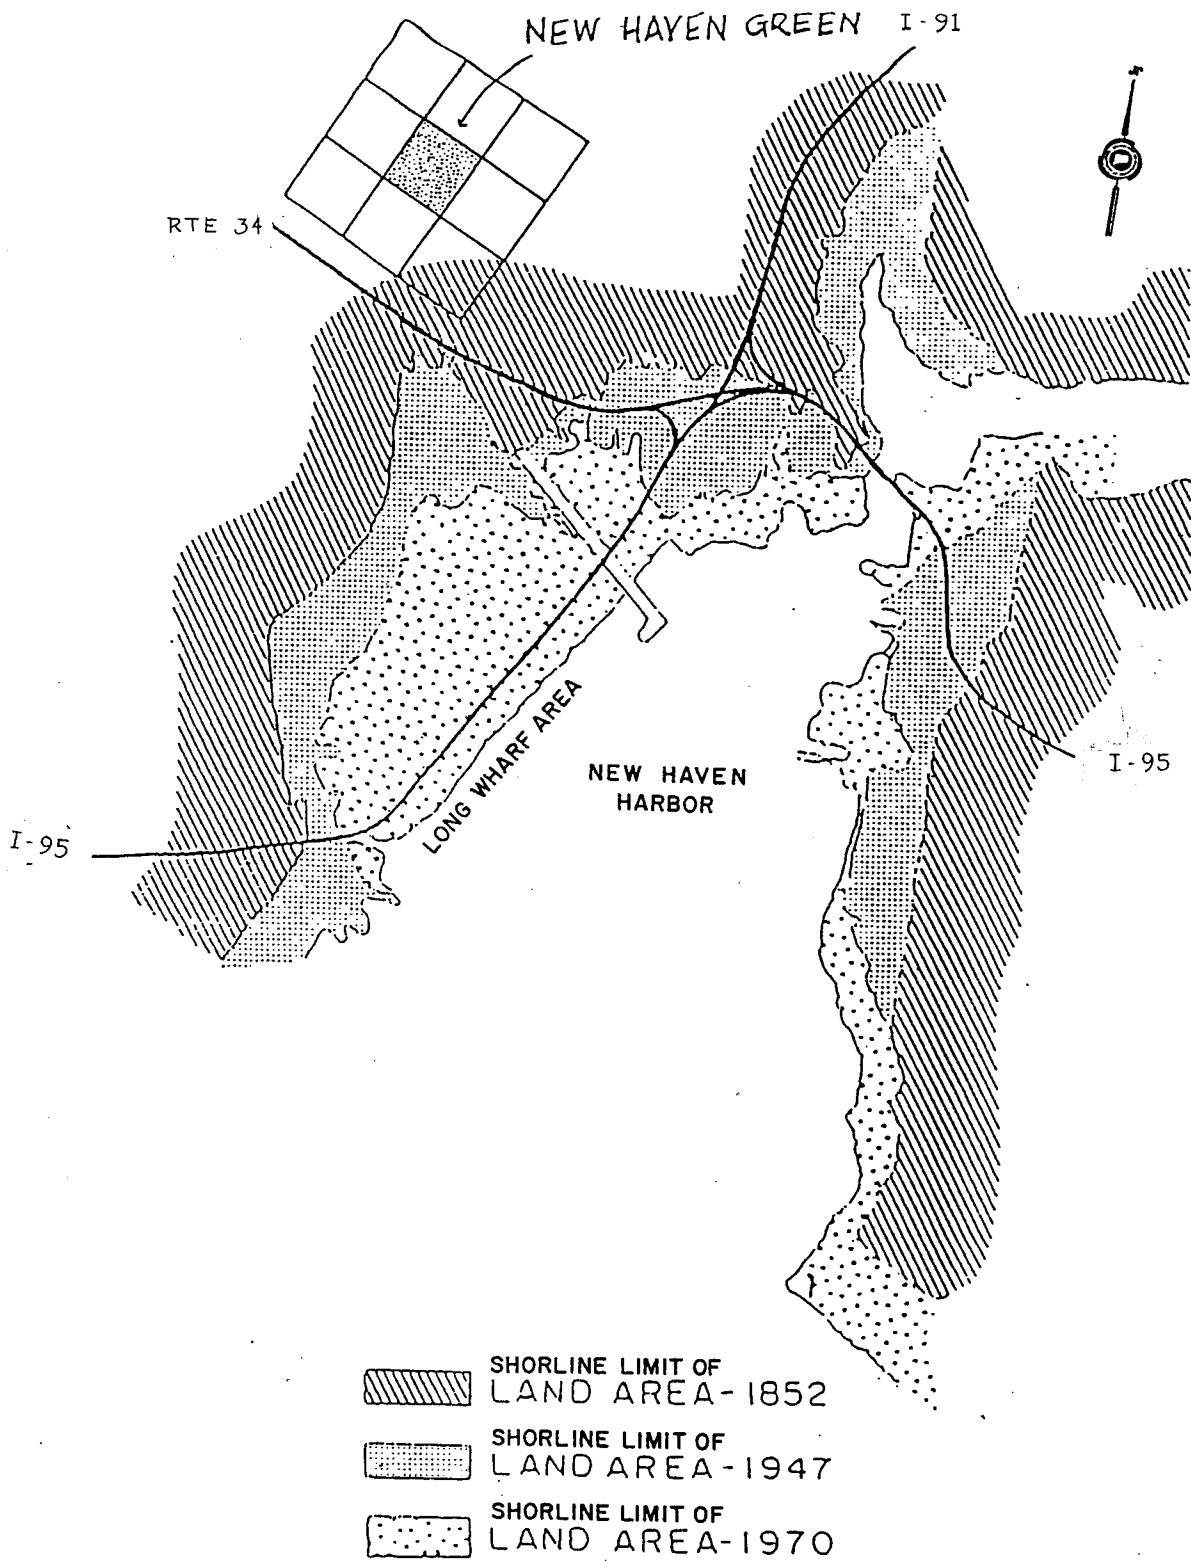 NEW HAVEN GREEN
I-91
RTE 34
LONG WHARF AREA
NEW HAVEN
HARBOR
I-95
I-95
SHORLINE LIMIT OF
LAND AREA-1852
SHORLINE LIMIT OF
LAND AREA-1947
SHORLINE LIMIT OF
LAND AREA-1970